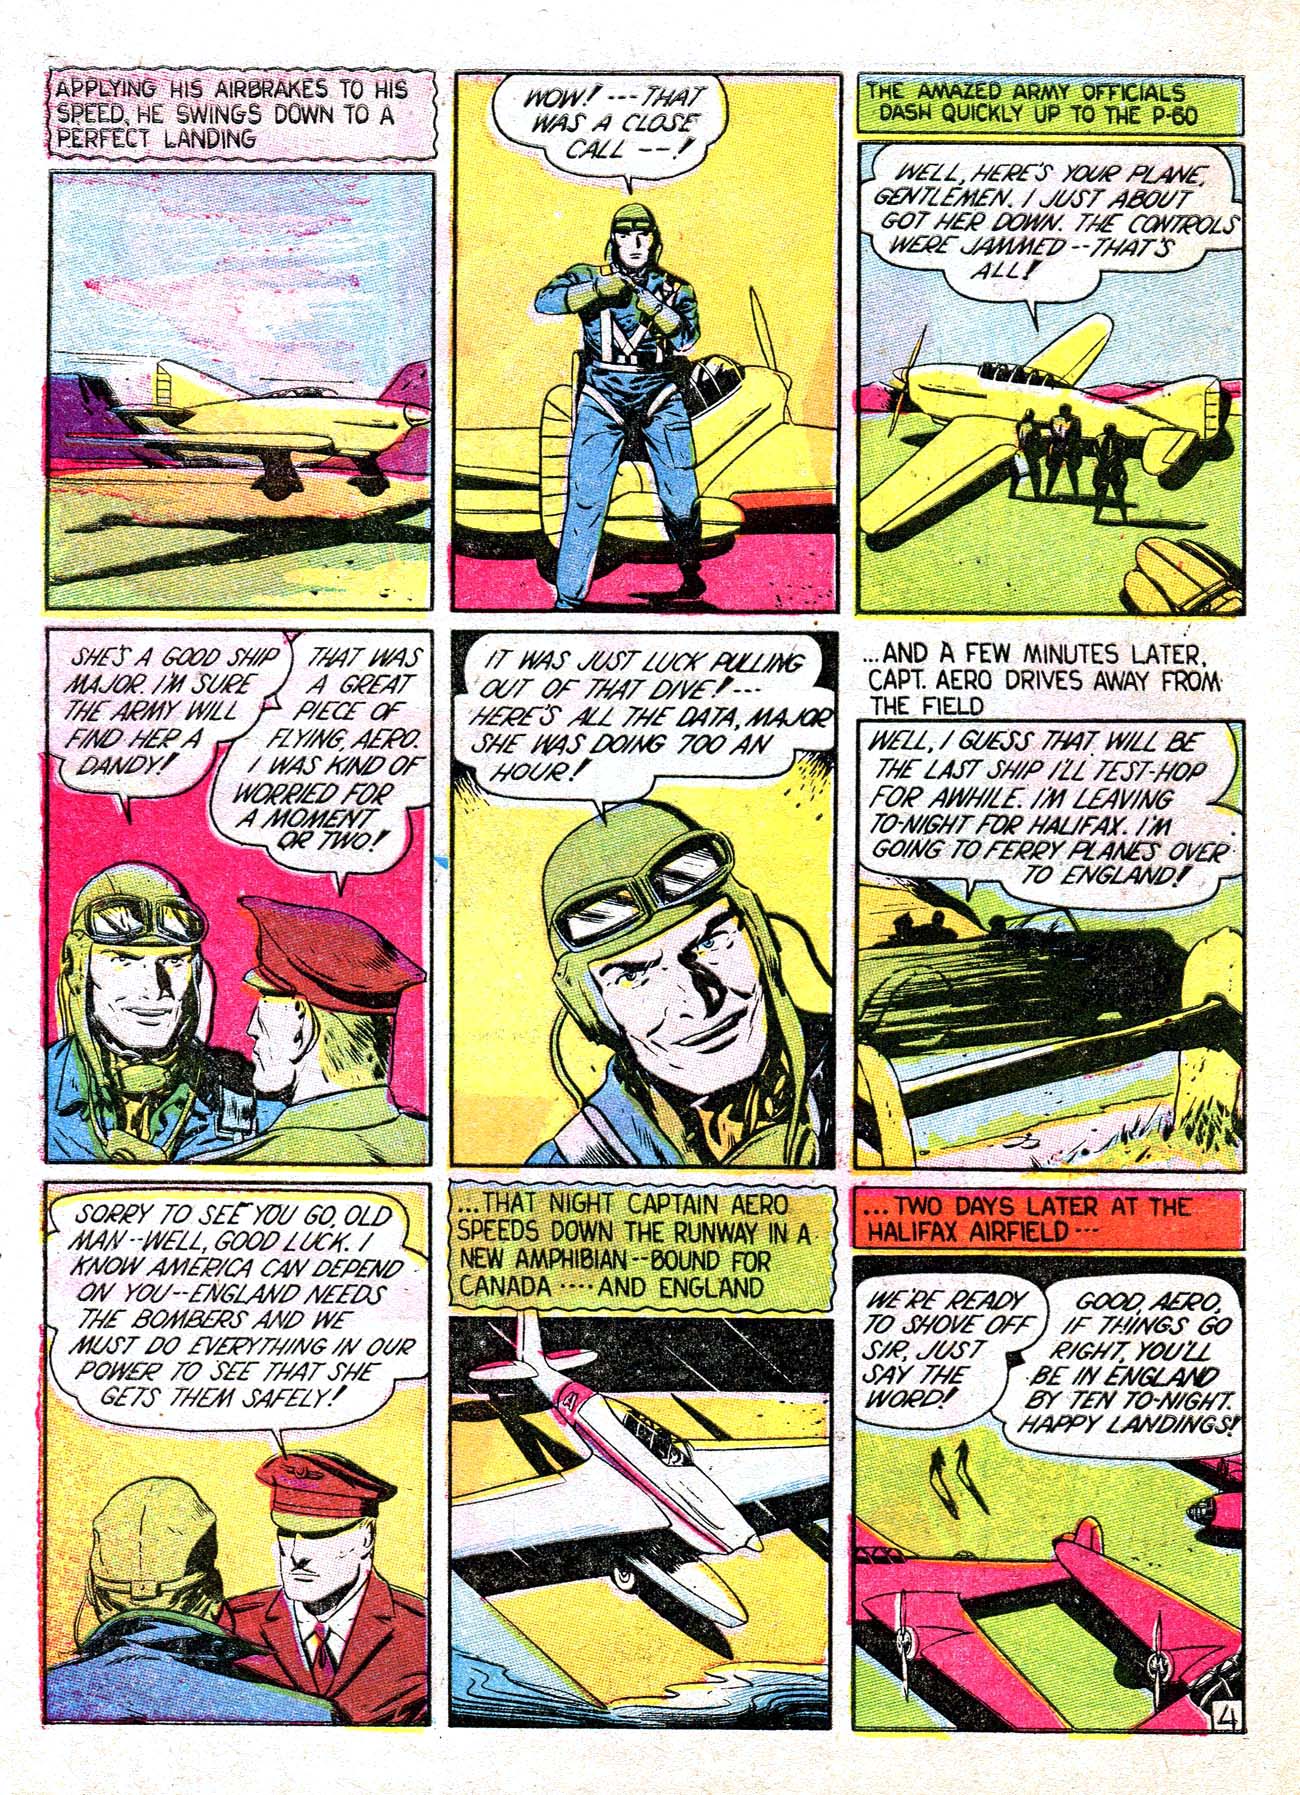 APPLYING HIS AIRBRAKES TO HIS
SPEED, HE SWINGS DOWN TO A
PERFECT LANDING
WOW! --- THAT
WAS A CLOSE
CALL --!
THE AMAZED ARMY OFFICIALS
DASH QUICKLY UP TO THE P-60
WELL, HERE'S YOUR PLANE,
GENTLEMEN. I JUST ABOUT
GOT HER DOWN. THE CONTROLS
WERE JAMMED -- THAT'S
ALL!
SHE'S A GOOD SHIP
MAJOR. I'M SURE
THE ARMY WILL
FIND HER A
DANDY!
THAT WAS
A GREAT
PIECE OF
FLYING, AERO.
I WAS KIND OF
WORRIED FOR
A MOMENT
OR TWO!
IT WAS JUST LUCK PULLING
OUT OF THAT DIVE! ---
HERE'S ALL THE DATA, MAJOR
SHE WAS DOING 700 AN
HOUR!
...AND A FEW MINUTES LATER,
CAPT. AERO DRIVES AWAY FROM
THE FIELD
WELL, I GUESS THAT WILL BE
THE LAST SHIP I'LL TEST-HOP
FOR AWHILE. I'M LEAVING
TO-NIGHT FOR HALIFAX. I'M
GOING TO FERRY PLANES OVER
TO ENGLAND!
SORRY TO SEE YOU GO, OLD
MAN -- WELL, GOOD LUCK. I
KNOW AMERICA CAN DEPEND
ON YOU -- ENGLAND NEEDS
THE BOMBERS AND WE
MUST DO EVERYTHING IN OUR
POWER TO SEE THAT SHE
GETS THEM SAFELY!
...THAT NIGHT CAPTAIN AERO
SPEEDS DOWN THE RUNWAY IN A
NEW AMPHIBIAN -- BOUND FOR
CANADA ---- AND ENGLAND
A
...TWO DAYS LATER AT THE
HALIFAX AIRFIELD ---
WE'RE READY
TO SHOVE OFF
SIR, JUST
SAY THE
WORD!
GOOD, AERO,
IF THINGS GO
RIGHT, YOU'LL
BE IN ENGLAND
BY TEN TO-NIGHT.
HAPPY LANDINGS!
4